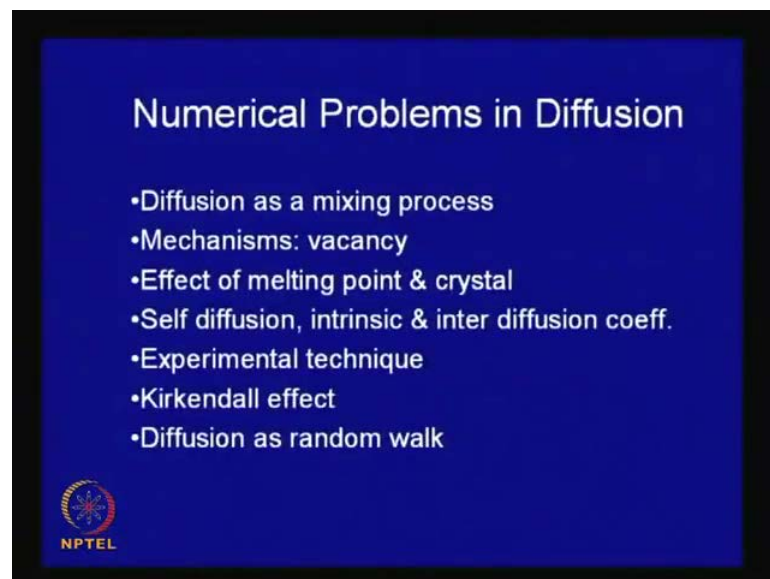 Numerical Problems in Diffusion
•Diffusion as a mixing process
•Mechanisms: vacancy
•Effect of melting point & crystal
•Self diffusion, intrinsic & inter diffusion coeff.
•Experimental technique
•Kirkendall effect
•Diffusion as random walk
NPTEL